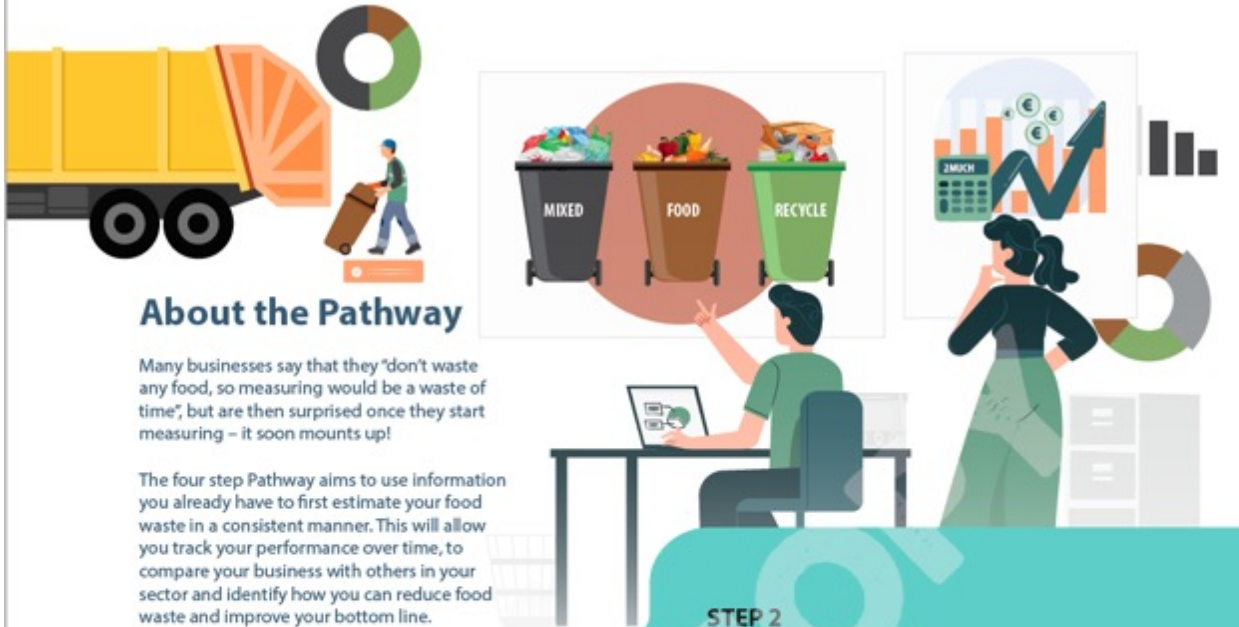 MIXED
FOOD
RECYCLE
2MUCH
About the Pathway
Many businesses say that they “don’t waste
any food, so measuring would be a waste of
time”, but are then surprised once they start
measuring – it soon mounts up!
The four step Pathway aims to use information
you already have to first estimate your food
waste in a consistent manner. This will allow
you track your performance over time, to
compare your business with others in your
sector and identify how you can reduce food
waste and improve your bottom line.
STEP 2